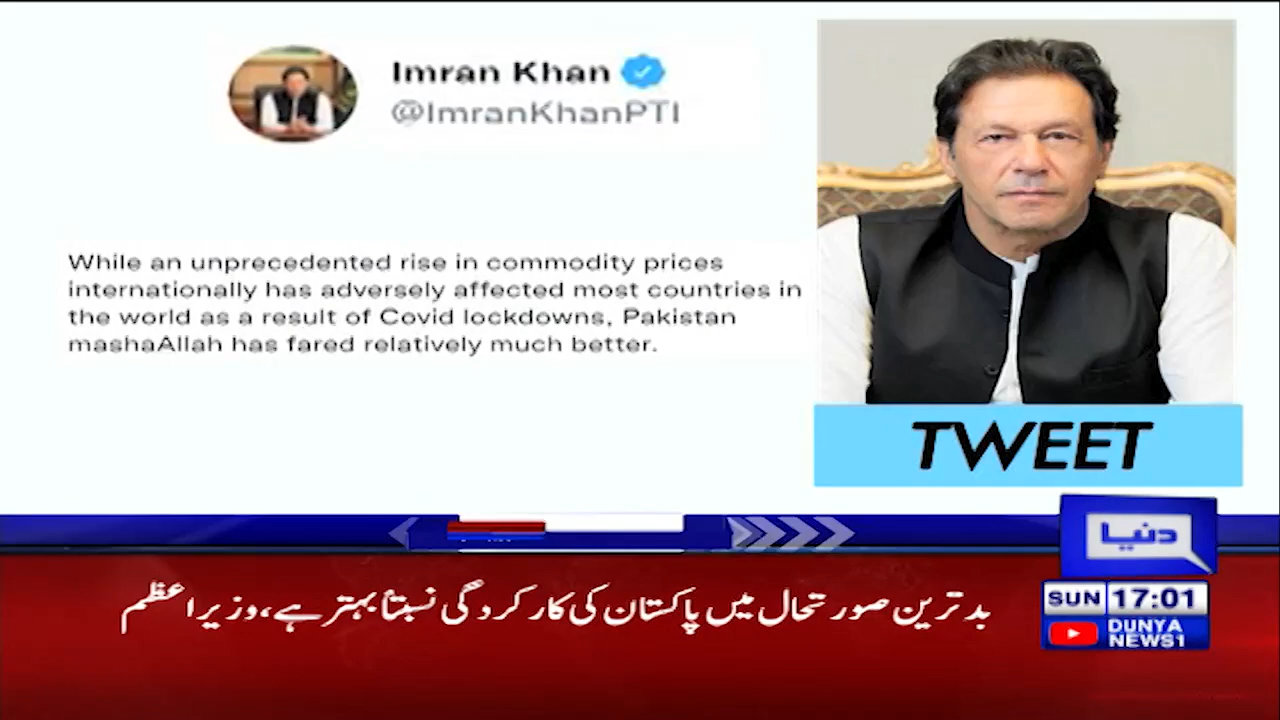 Imran Khan
@ImranKhanPTI
While an unprecedented rise in commodity prices
internationally has adversely affected most countries in
the world as a result of Covid lockdowns, Pakistan
mashaAllah has fared relatively much better.
TWEET
دنیا
بدترین صورتحال میں پاکستان کی کارکردگی نسبتاً بہتر ہے، وزیراعظم
SUN 17:01
DUNYA
NEWS1